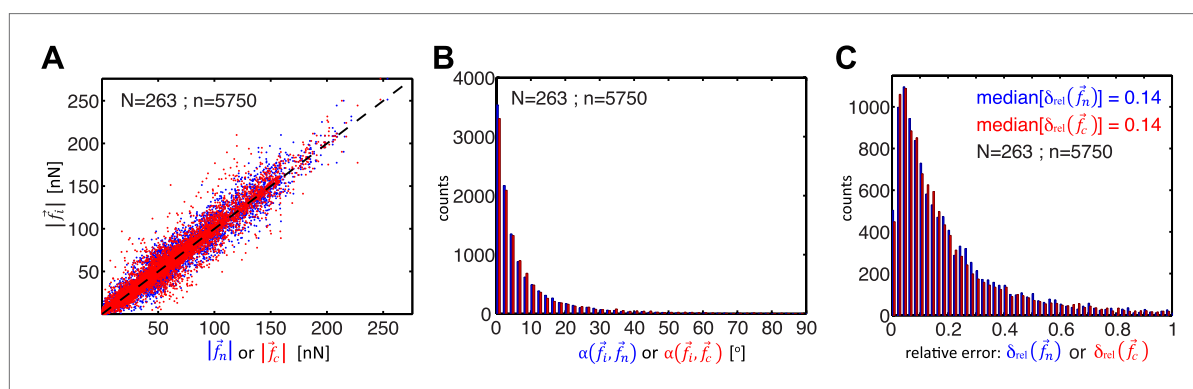 A
N=263 ; n=5750
250
200
150
100
50
|f⃗i| [nN]
50 100 150 200 250
|f⃗n| or |f⃗c| [nN]
B
N=263 ; n=5750
4000
3000
2000
1000
0
counts
0 10 20 30 40 50 60 70 80 90
α(f⃗i,f⃗n) or α(f⃗i,f⃗c) [°]
C
median[δrel(f⃗n)] = 0.14
median[δrel(f⃗c)] = 0.14
N=263 ; n=5750
1000
800
600
400
200
0
counts
0 0.2 0.4 0.6 0.8 1
relative error: δrel(f⃗n) or δrel(f⃗c)